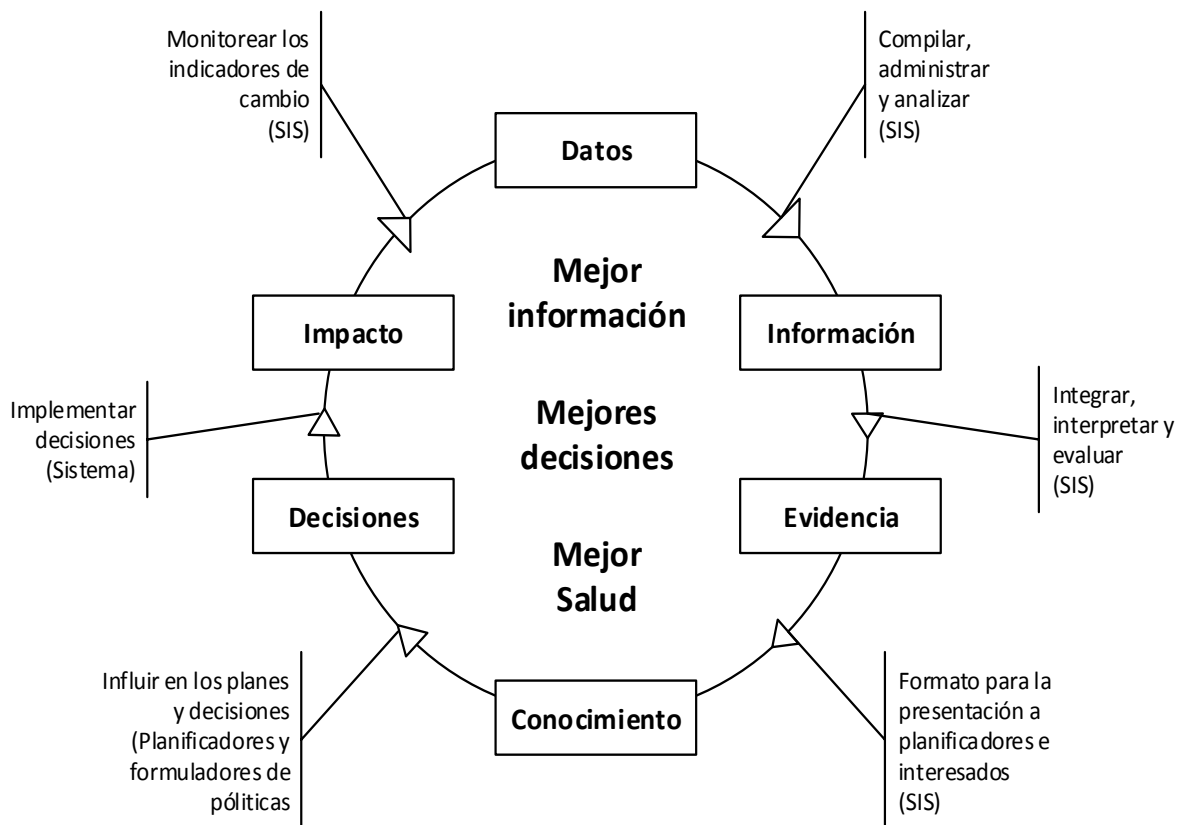 Monitorear los
indicadores de
cambio
(SIS)
Compilar,
administrar
y analizar
(SIS)
Datos
Mejor
información
Impacto
Información
Implementar
decisiones
(Sistema)
Mejores
decisiones
Integrar,
interpretar y
evaluar
(SIS)
Decisiones
Evidencia
Mejor
Salud
Influir en los planes
y decisiones
(Planificadores y
formuladores de
póliticas
Conocimiento
Formato para la
presentación a
planificadores e
interesados
(SIS)